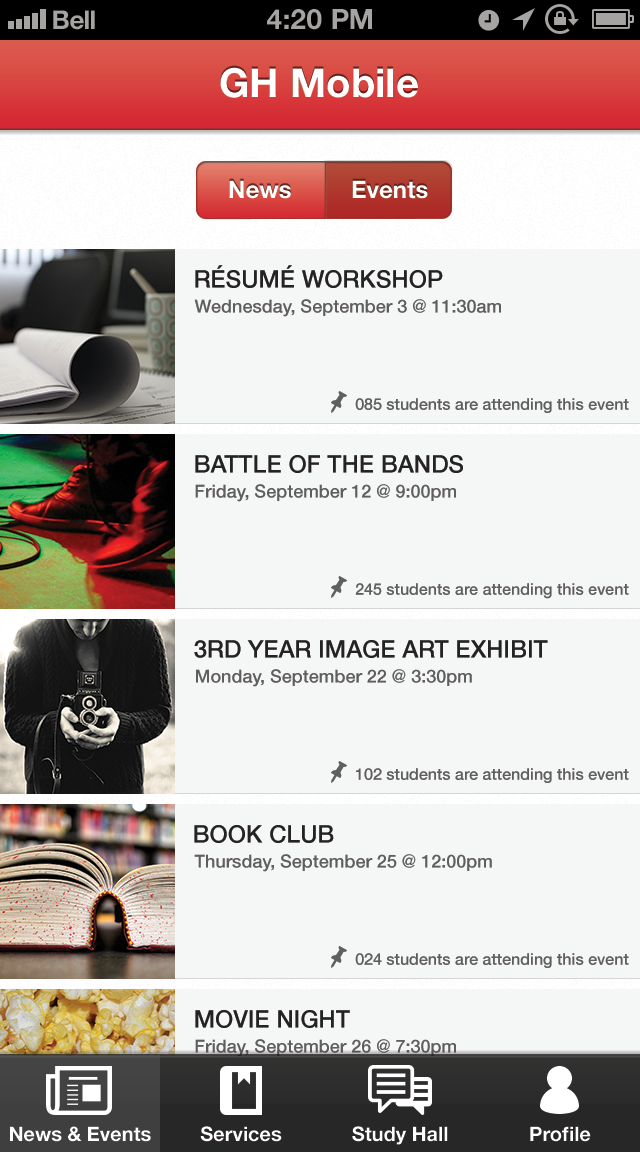 Bell 4:20 PM
GH Mobile
News Events
RÉSUMÉ WORKSHOP
Wednesday, September 3 @ 11:30am
085 students are attending this event
BATTLE OF THE BANDS
Friday, September 12 @ 9:00pm
245 students are attending this event
3RD YEAR IMAGE ART EXHIBIT
Monday, September 22 @ 3:30pm
102 students are attending this event
BOOK CLUB
Thursday, September 25 @ 12:00pm
024 students are attending this event
MOVIE NIGHT
Friday, September 26 @ 7:30pm
News & Events Services Study Hall Profile